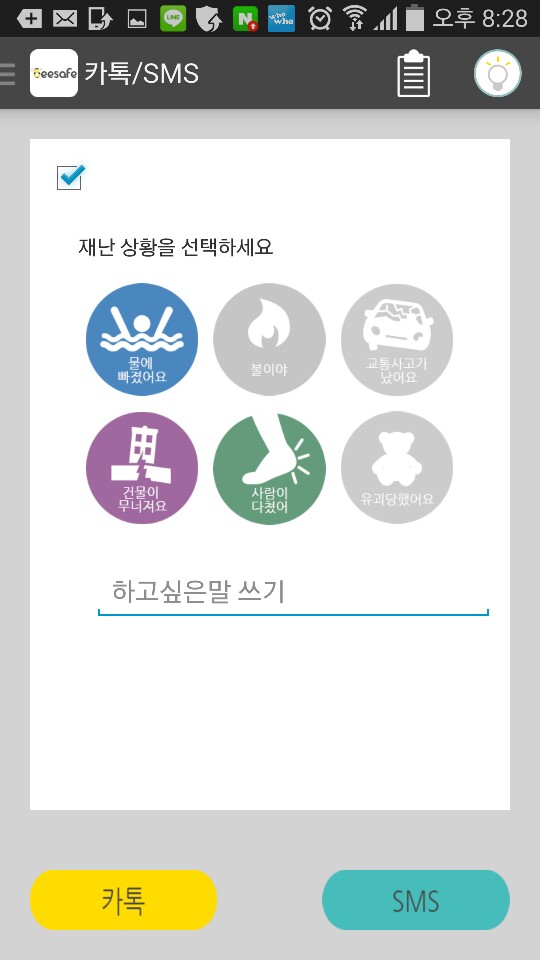 오후 8:28
LINE
N
who
who
Beesafe
카톡/SMS
재난 상황을 선택하세요
물에
빠졌어요
불이야
교통사고가
났어요
건물이
무너져요
사람이
다쳤어
유괴당했어요
하고싶은말 쓰기
카톡
SMS